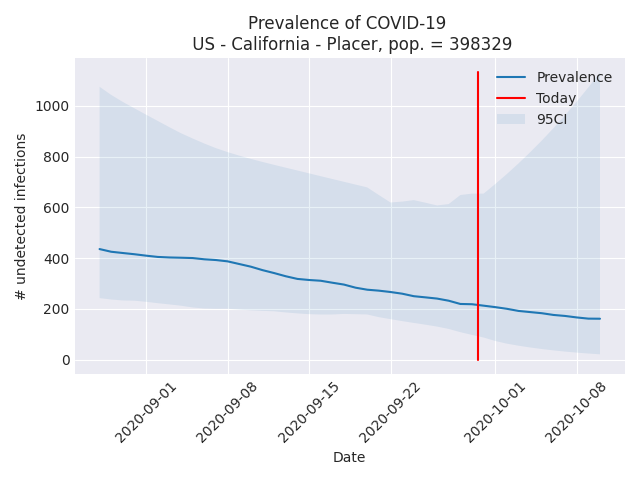 Prevalence of COVID-19
US - California - Placer, pop. = 398329
Prevalence
Today
95CI
# undetected infections
1000
800
600
400
200
0
2020-09-01
2020-09-08
2020-09-15
2020-09-22
2020-10-01
2020-10-08
Date